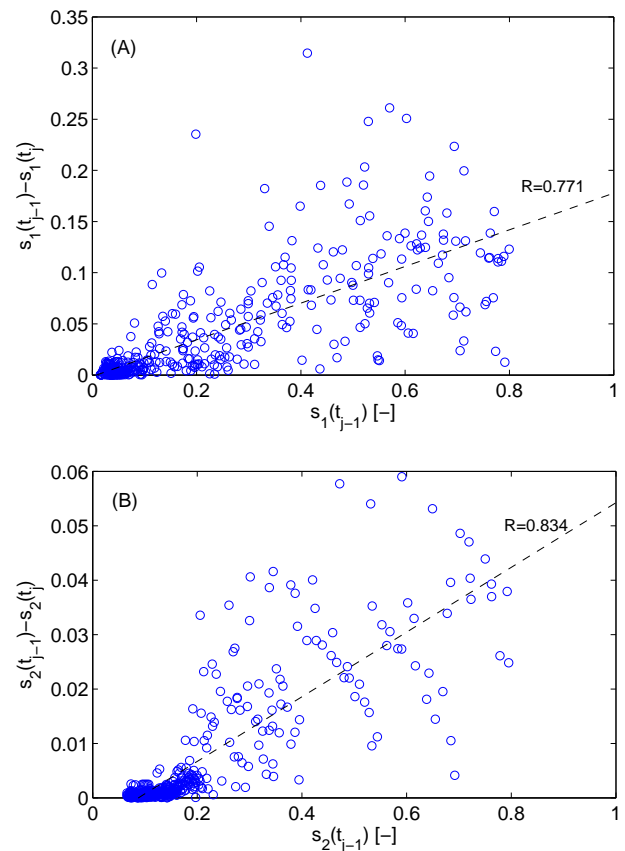 0.35
(A)
0.3
0.25
0.2
R=0.771
0.15
0.1
0.05
0
s1(tj−1)−s1(tj)
0 0.2 0.4 0.6 0.8 1
s1(tj−1) [−]
0.06
(B)
0.05
R=0.834
0.04
0.03
0.02
0.01
0
s2(tj−1)−s2(tj)
0 0.2 0.4 0.6 0.8 1
s2(tj−1) [−]